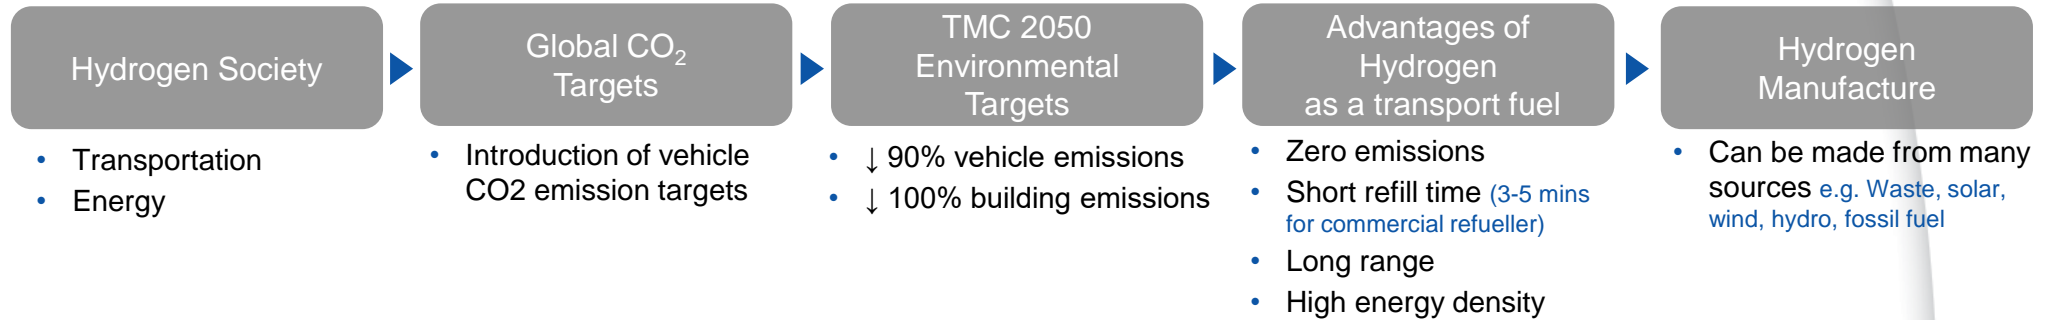 Hydrogen Society
• Transportation
• Energy
Global CO₂
Targets
• Introduction of vehicle
CO2 emission targets
TMC 2050
Environmental
Targets
• ↓ 90% vehicle emissions
• ↓ 100% building emissions
Advantages of
Hydrogen
as a transport fuel
• Zero emissions
• Short refill time (3-5 mins
for commercial refueller)
• Long range
• High energy density
Hydrogen
Manufacture
• Can be made from many
sources e.g. Waste, solar,
wind, hydro, fossil fuel